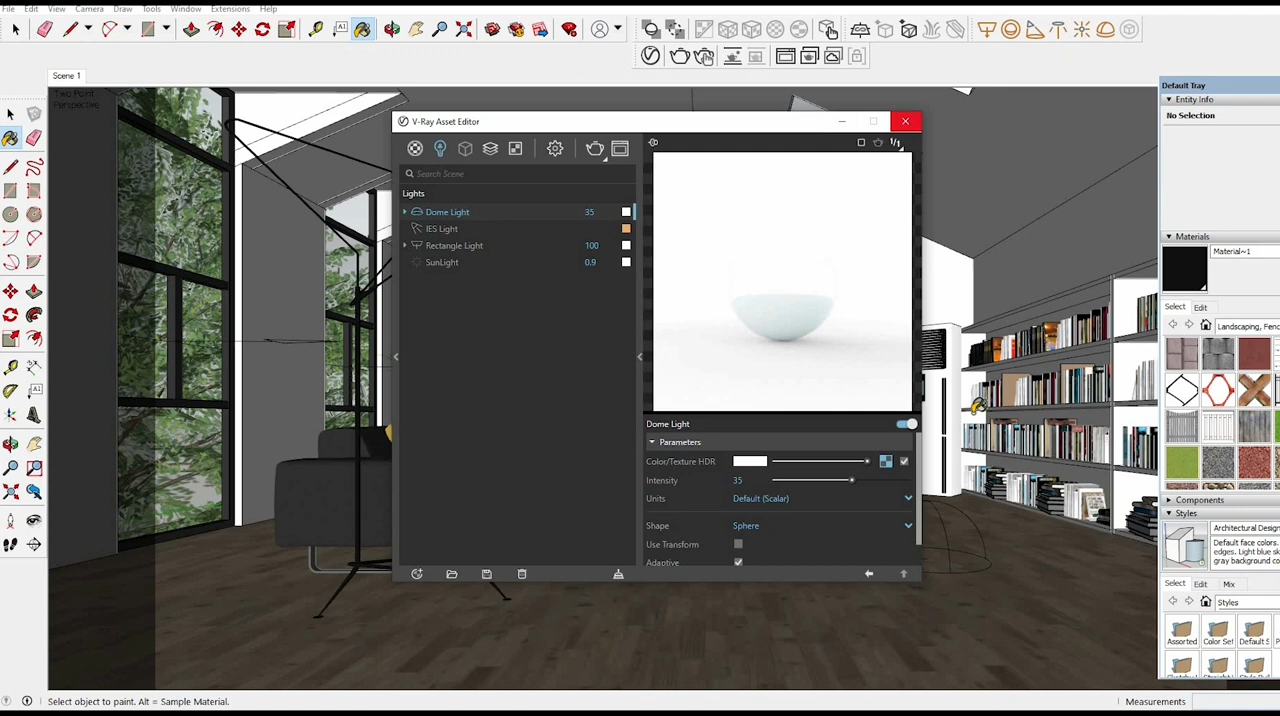 File Edit View Camera Draw Tools Window Extensions Help
A1
Scene 1
Two Point
Perspective
V-Ray Asset Editor
1/1
Search Scene
Lights
Dome Light 35
IES Light
Rectangle Light 100
SunLight 0.9
Dome Light
Parameters
Color/Texture HDR
Intensity 35
Units Default (Scalar)
Shape Sphere
Use Transform
Adaptive
Default Tray
Entity Info
No Selection
Materials
Material~1
Select Edit
Landscaping, Fenc
Components
Styles
Architectural Design
Default face colors.
edges. Light blue sk
gray background co
Select Edit Mix
Styles
Assorted Color Set Default S
A1
Select object to paint. Alt = Sample Material.
Measurements